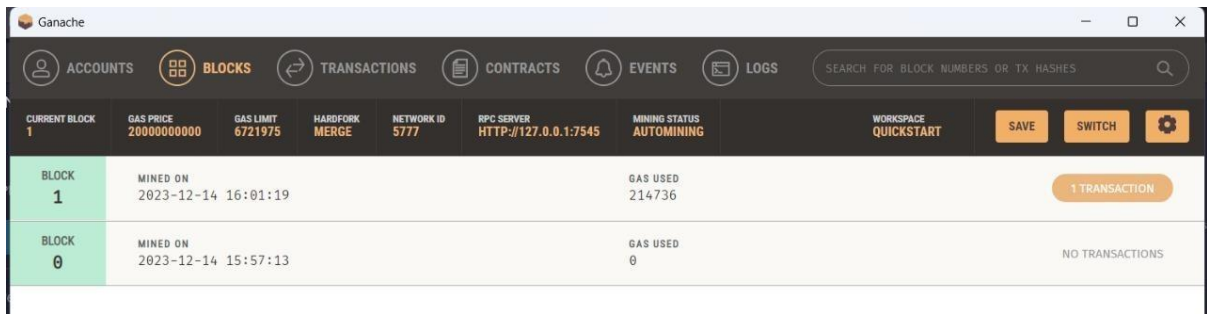 Ganache
ACCOUNTS BLOCKS TRANSACTIONS CONTRACTS EVENTS LOGS SEARCH FOR BLOCK NUMBERS OR TX HASHES
CURRENT BLOCK GAS PRICE GAS LIMIT HARDFORK NETWORK ID RPC SERVER MINING STATUS WORKSPACE
1 20000000000 6721975 MERGE 5777 HTTP://127.0.0.1:7545 AUTOMINING QUICKSTART SAVE SWITCH
BLOCK MINED ON GAS USED
1 2023-12-14 16:01:19 214736 1 TRANSACTION
BLOCK MINED ON GAS USED
0 2023-12-14 15:57:13 0 NO TRANSACTIONS